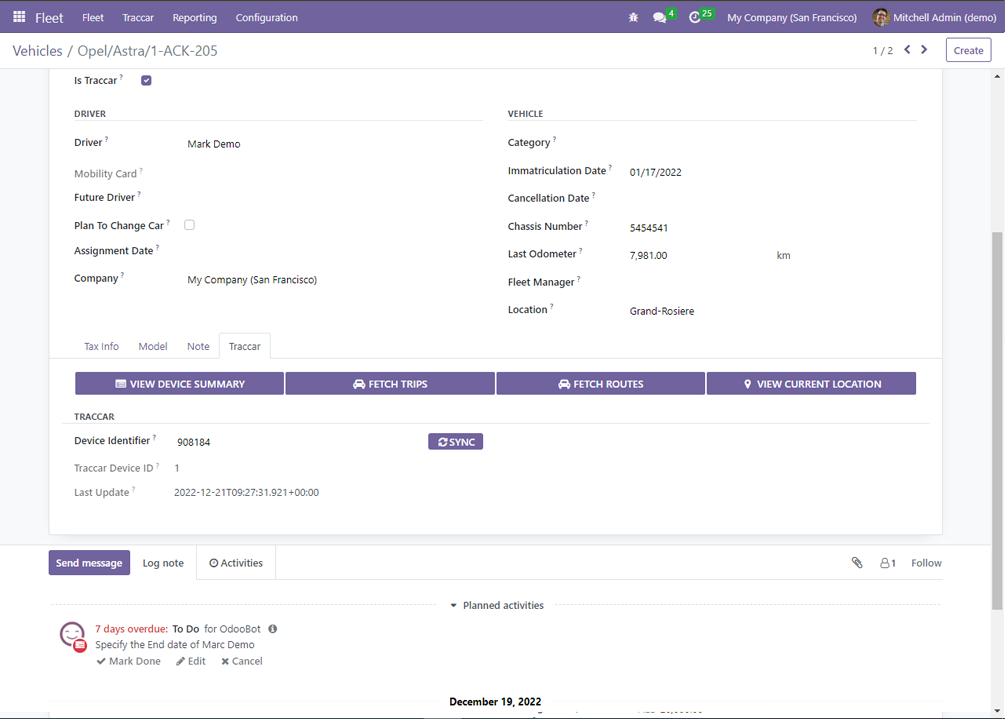 Fleet Fleet Traccar Reporting Configuration 4 25 My Company (San Francisco) Mitchell Admin (demo)
Vehicles / Opel/Astra/1-ACK-205 1 / 2 Create
Is Traccar ?
DRIVER VEHICLE
Driver ? Mark Demo Category ?
Mobility Card ? Immatriculation Date ? 01/17/2022
Future Driver ? Cancellation Date ?
Plan To Change Car ? Chassis Number ? 5454541
Assignment Date ? Last Odometer ? 7,981.00 km
Company ? My Company (San Francisco) Fleet Manager ?
Location ? Grand-Rosiere
Tax Info Model Note Traccar
VIEW DEVICE SUMMARY FETCH TRIPS FETCH ROUTES VIEW CURRENT LOCATION
TRACCAR
Device Identifier ? 908184 SYNC
Traccar Device ID ? 1
Last Update ? 2022-12-21T09:27:31.921+00:00
Send message Log note Activities 1 Follow
Planned activities
7 days overdue: To Do for OdooBot
Specify the End date of Marc Demo
Mark Done Edit Cancel
December 19, 2022